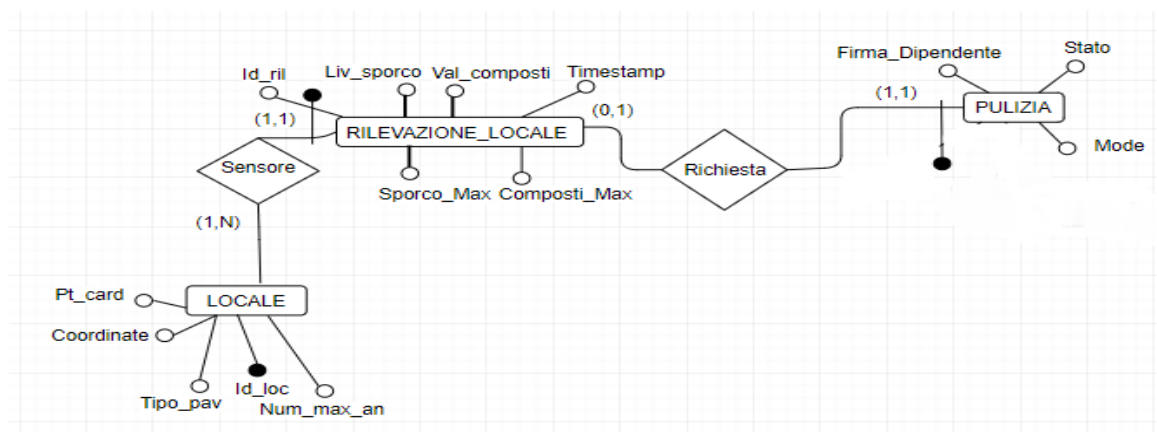 Firma_Dipendente
Stato
Id_ril
Liv_sporco
Val_composti
Timestamp
(1,1)
(0,1)
(1,1)
PULIZIA
RILEVAZIONE_LOCALE
Mode
Sensore
Richiesta
Sporco_Max
Composti_Max
(1,N)
Pt_card
LOCALE
Coordinate
Tipo_pav
Id_loc
Num_max_an